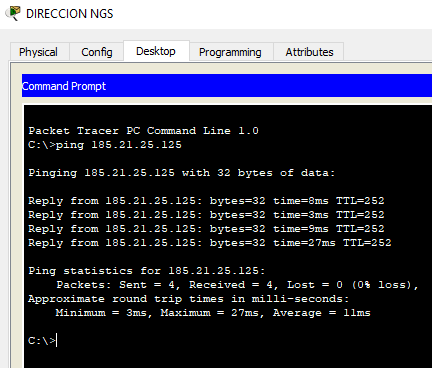 DIRECCION NGS
Physical Config Desktop Programming Attributes
Command Prompt
Packet Tracer PC Command Line 1.0
C:\>ping 185.21.25.125
Pinging 185.21.25.125 with 32 bytes of data:
Reply from 185.21.25.125: bytes=32 time=8ms TTL=252
Reply from 185.21.25.125: bytes=32 time=3ms TTL=252
Reply from 185.21.25.125: bytes=32 time=9ms TTL=252
Reply from 185.21.25.125: bytes=32 time=27ms TTL=252
Ping statistics for 185.21.25.125:
Packets: Sent = 4, Received = 4, Lost = 0 (0% loss),
Approximate round trip times in milli-seconds:
Minimum = 3ms, Maximum = 27ms, Average = 11ms
C:\>